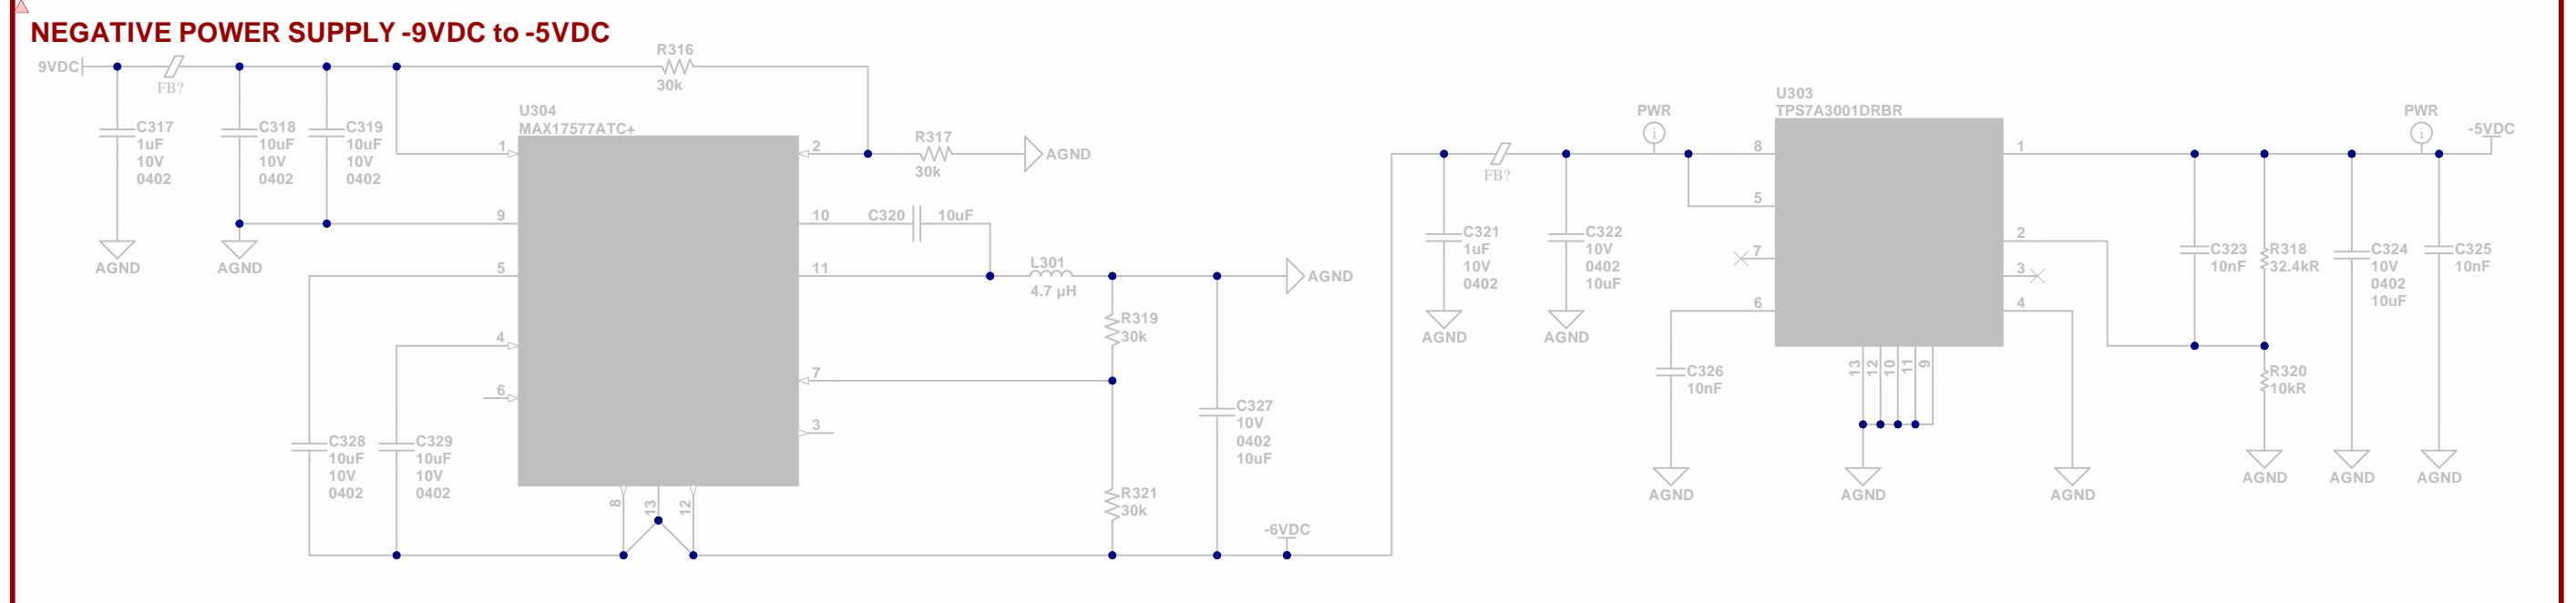 NEGATIVE POWER SUPPLY -9VDC to -5VDC
9VDC
FB?
C317
1uF
10V
0402
AGND
C318
10uF
10V
0402
AGND
C319
10uF
10V
0402
R316
30k
U304
MAX17577ATC+
1
9
5
4
6
2
10
11
7
3
8
13
12
R317
30k
AGND
C320
10uF
L301
4.7 µH
AGND
R319
30k
R321
30k
C327
10V
0402
10uF
C328
10uF
10V
0402
C329
10uF
10V
0402
-6VDC
C321
1uF
10V
0402
AGND
FB?
C322
10V
0402
10uF
AGND
PWR
i
U303
TPS7A3001DRBR
8
5
7
6
1
2
3
4
13
12
10
11
9
C326
10nF
AGND
AGND
AGND
C323
10nF
R318
32.4kR
R320
10kR
AGND
C324
10V
0402
10uF
AGND
PWR
i
-5VDC
C325
10nF
AGND